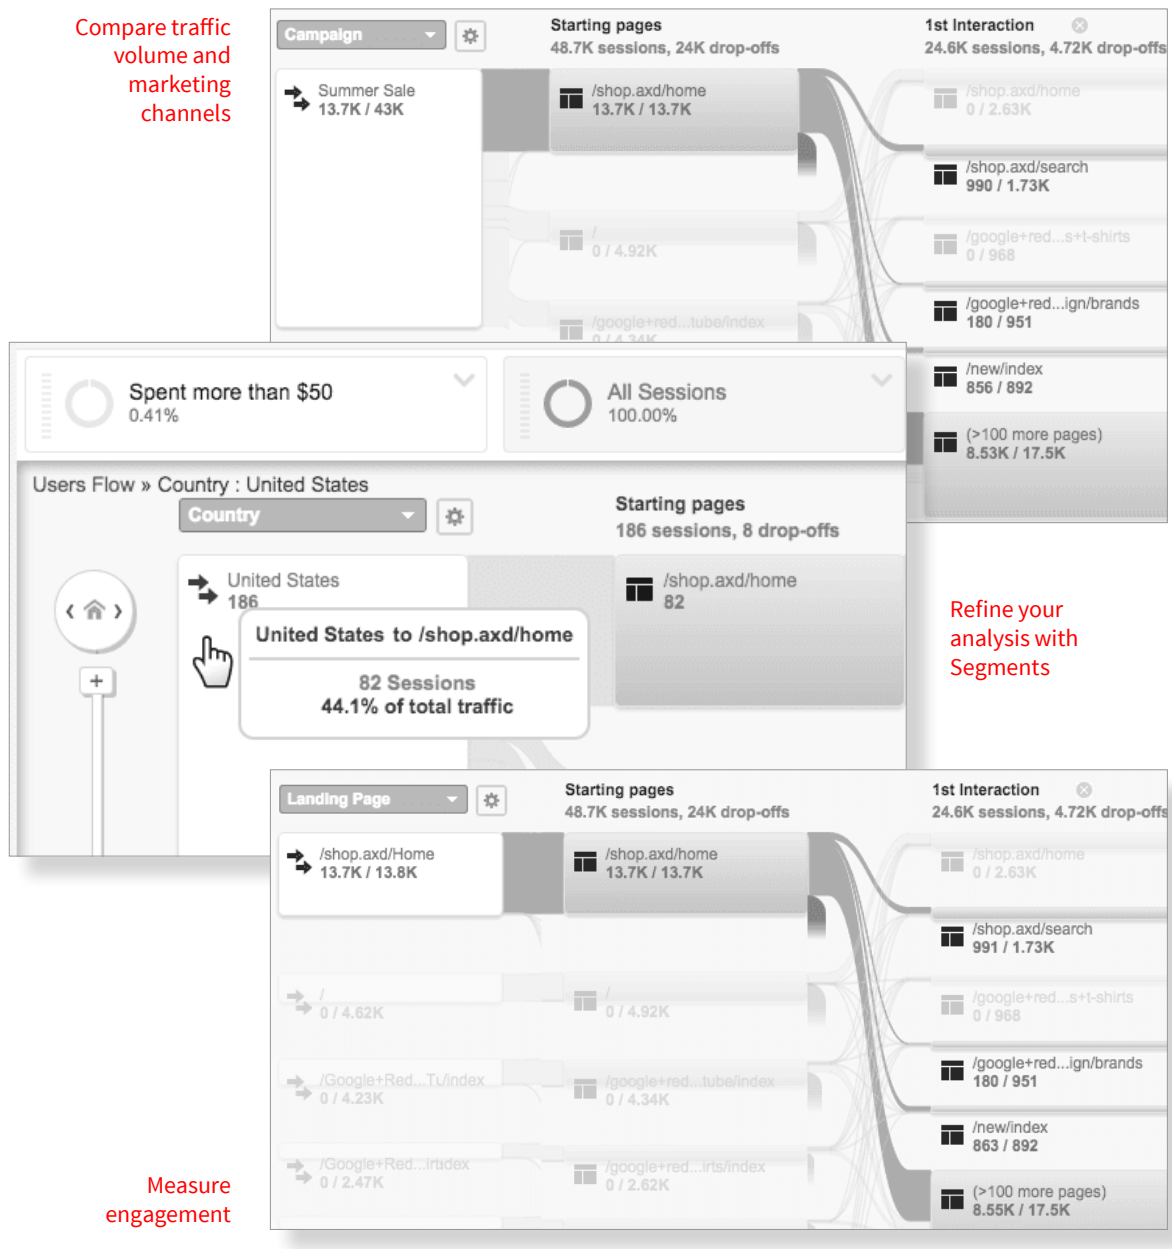 Compare traffic
volume and
marketing
channels
Campaign
Starting pages
48.7K sessions, 24K drop-offs
1st Interaction
24.6K sessions, 4.72K drop-offs
Summer Sale
13.7K / 43K
/shop.axd/home
13.7K / 13.7K
/shop.axd/home
0 / 2.63K
/shop.axd/search
990 / 1.73K
/
0 / 4.92K
/google+red...s+t-shirts
0 / 968
/google+red...tube/index
0 / 4.34K
/google+red...ign/brands
180 / 951
/new/index
856 / 892
(>100 more pages)
8.53K / 17.5K
Spent more than $50
0.41%
All Sessions
100.00%
Users Flow » Country : United States
Country
Starting pages
186 sessions, 8 drop-offs
United States
186
/shop.axd/home
82
United States to /shop.axd/home
82 Sessions
44.1% of total traffic
Refine your
analysis with
Segments
Landing Page
Starting pages
48.7K sessions, 24K drop-offs
1st Interaction
24.6K sessions, 4.72K drop-offs
/shop.axd/Home
13.7K / 13.8K
/shop.axd/home
13.7K / 13.7K
/shop.axd/home
0 / 2.63K
/shop.axd/search
991 / 1.73K
/
0 / 4.62K
/
0 / 4.92K
/google+red...s+t-shirts
0 / 968
/Google+Red...Tu/index
0 / 4.23K
/google+red...tube/index
0 / 4.34K
/google+red...ign/brands
180 / 951
/new/index
863 / 892
/Google+Red...
0 / 2.47K
/google+red...irts/index
0 / 2.62K
(>100 more pages)
8.55K / 17.5K
Measure
engagement